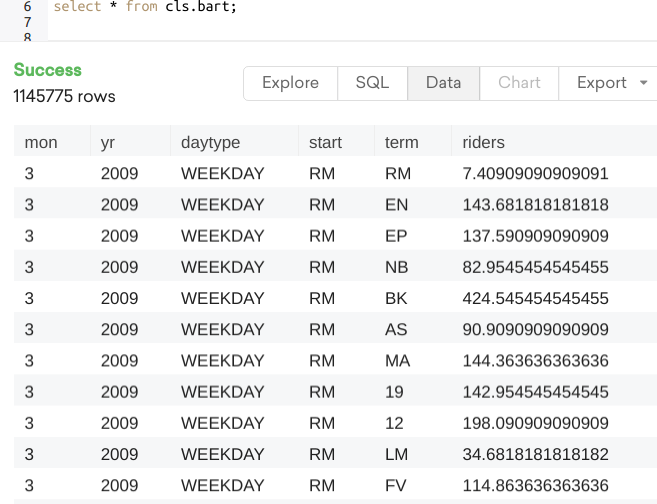 6 select * from cls.bart;
7
8
Success
1145775 rows
Explore SQL Data Chart Export
mon yr daytype start term riders
3 2009 WEEKDAY RM RM 7.40909090909091
3 2009 WEEKDAY RM EN 143.681818181818
3 2009 WEEKDAY RM EP 137.590909090909
3 2009 WEEKDAY RM NB 82.9545454545455
3 2009 WEEKDAY RM BK 424.545454545455
3 2009 WEEKDAY RM AS 90.9090909090909
3 2009 WEEKDAY RM MA 144.363636363636
3 2009 WEEKDAY RM 19 142.954545454545
3 2009 WEEKDAY RM 12 198.090909090909
3 2009 WEEKDAY RM LM 34.6818181818182
3 2009 WEEKDAY RM FV 114.863636363636